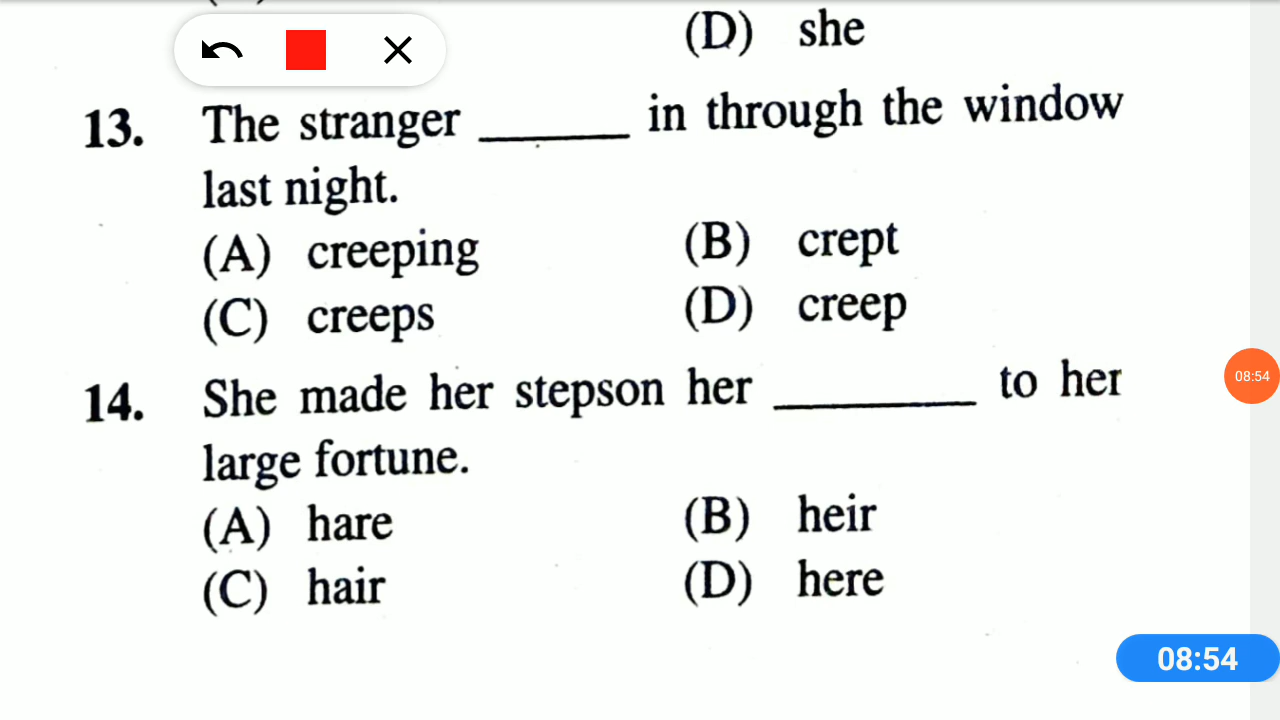 (D) she
13. The stranger ______ in through the window
last night.
(A) creeping (B) crept
(C) creeps (D) creep
14. She made her stepson her ________ to her
large fortune.
(A) hare (B) heir
(C) hair (D) here
08:54
08:54